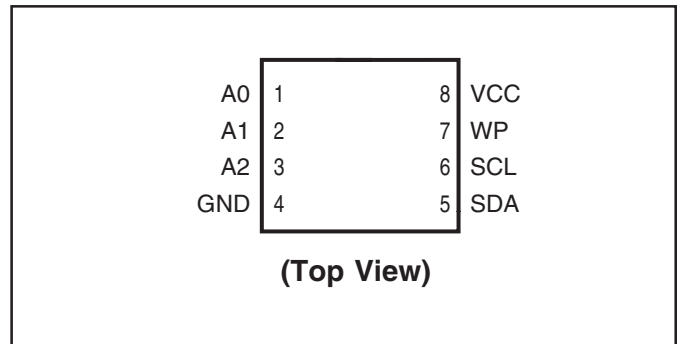 A0 1 8 VCC
A1 2 7 WP
A2 3 6 SCL
GND 4 5 SDA
(Top View)